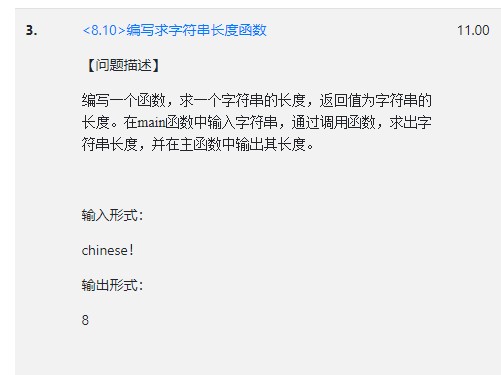 3. <8.10>编写求字符串长度函数 11.00
【问题描述】
编写一个函数，求一个字符串的长度，返回值为字符串的
长度。在main函数中输入字符串，通过调用函数，求出字
符串长度，并在主函数中输出其长度。
输入形式：
chinese！
输出形式：
8